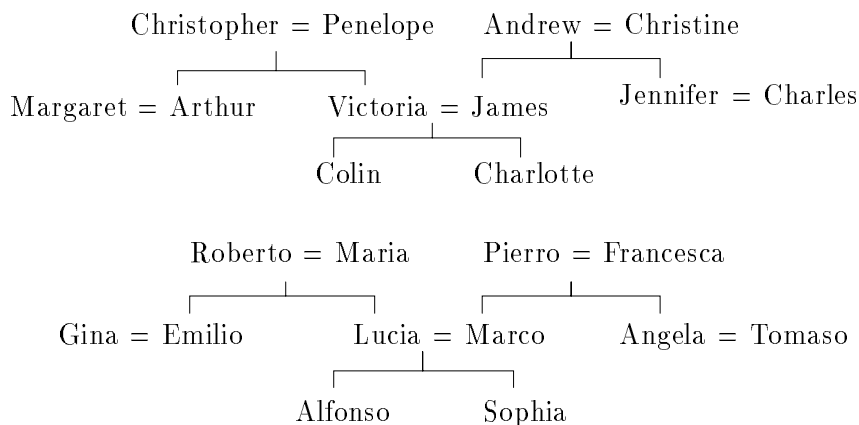 Christopher = Penelope Andrew = Christine
Margaret = Arthur Victoria = James Jennifer = Charles
Colin Charlotte
Roberto = Maria Pierro = Francesca
Gina = Emilio Lucia = Marco Angela = Tomaso
Alfonso Sophia